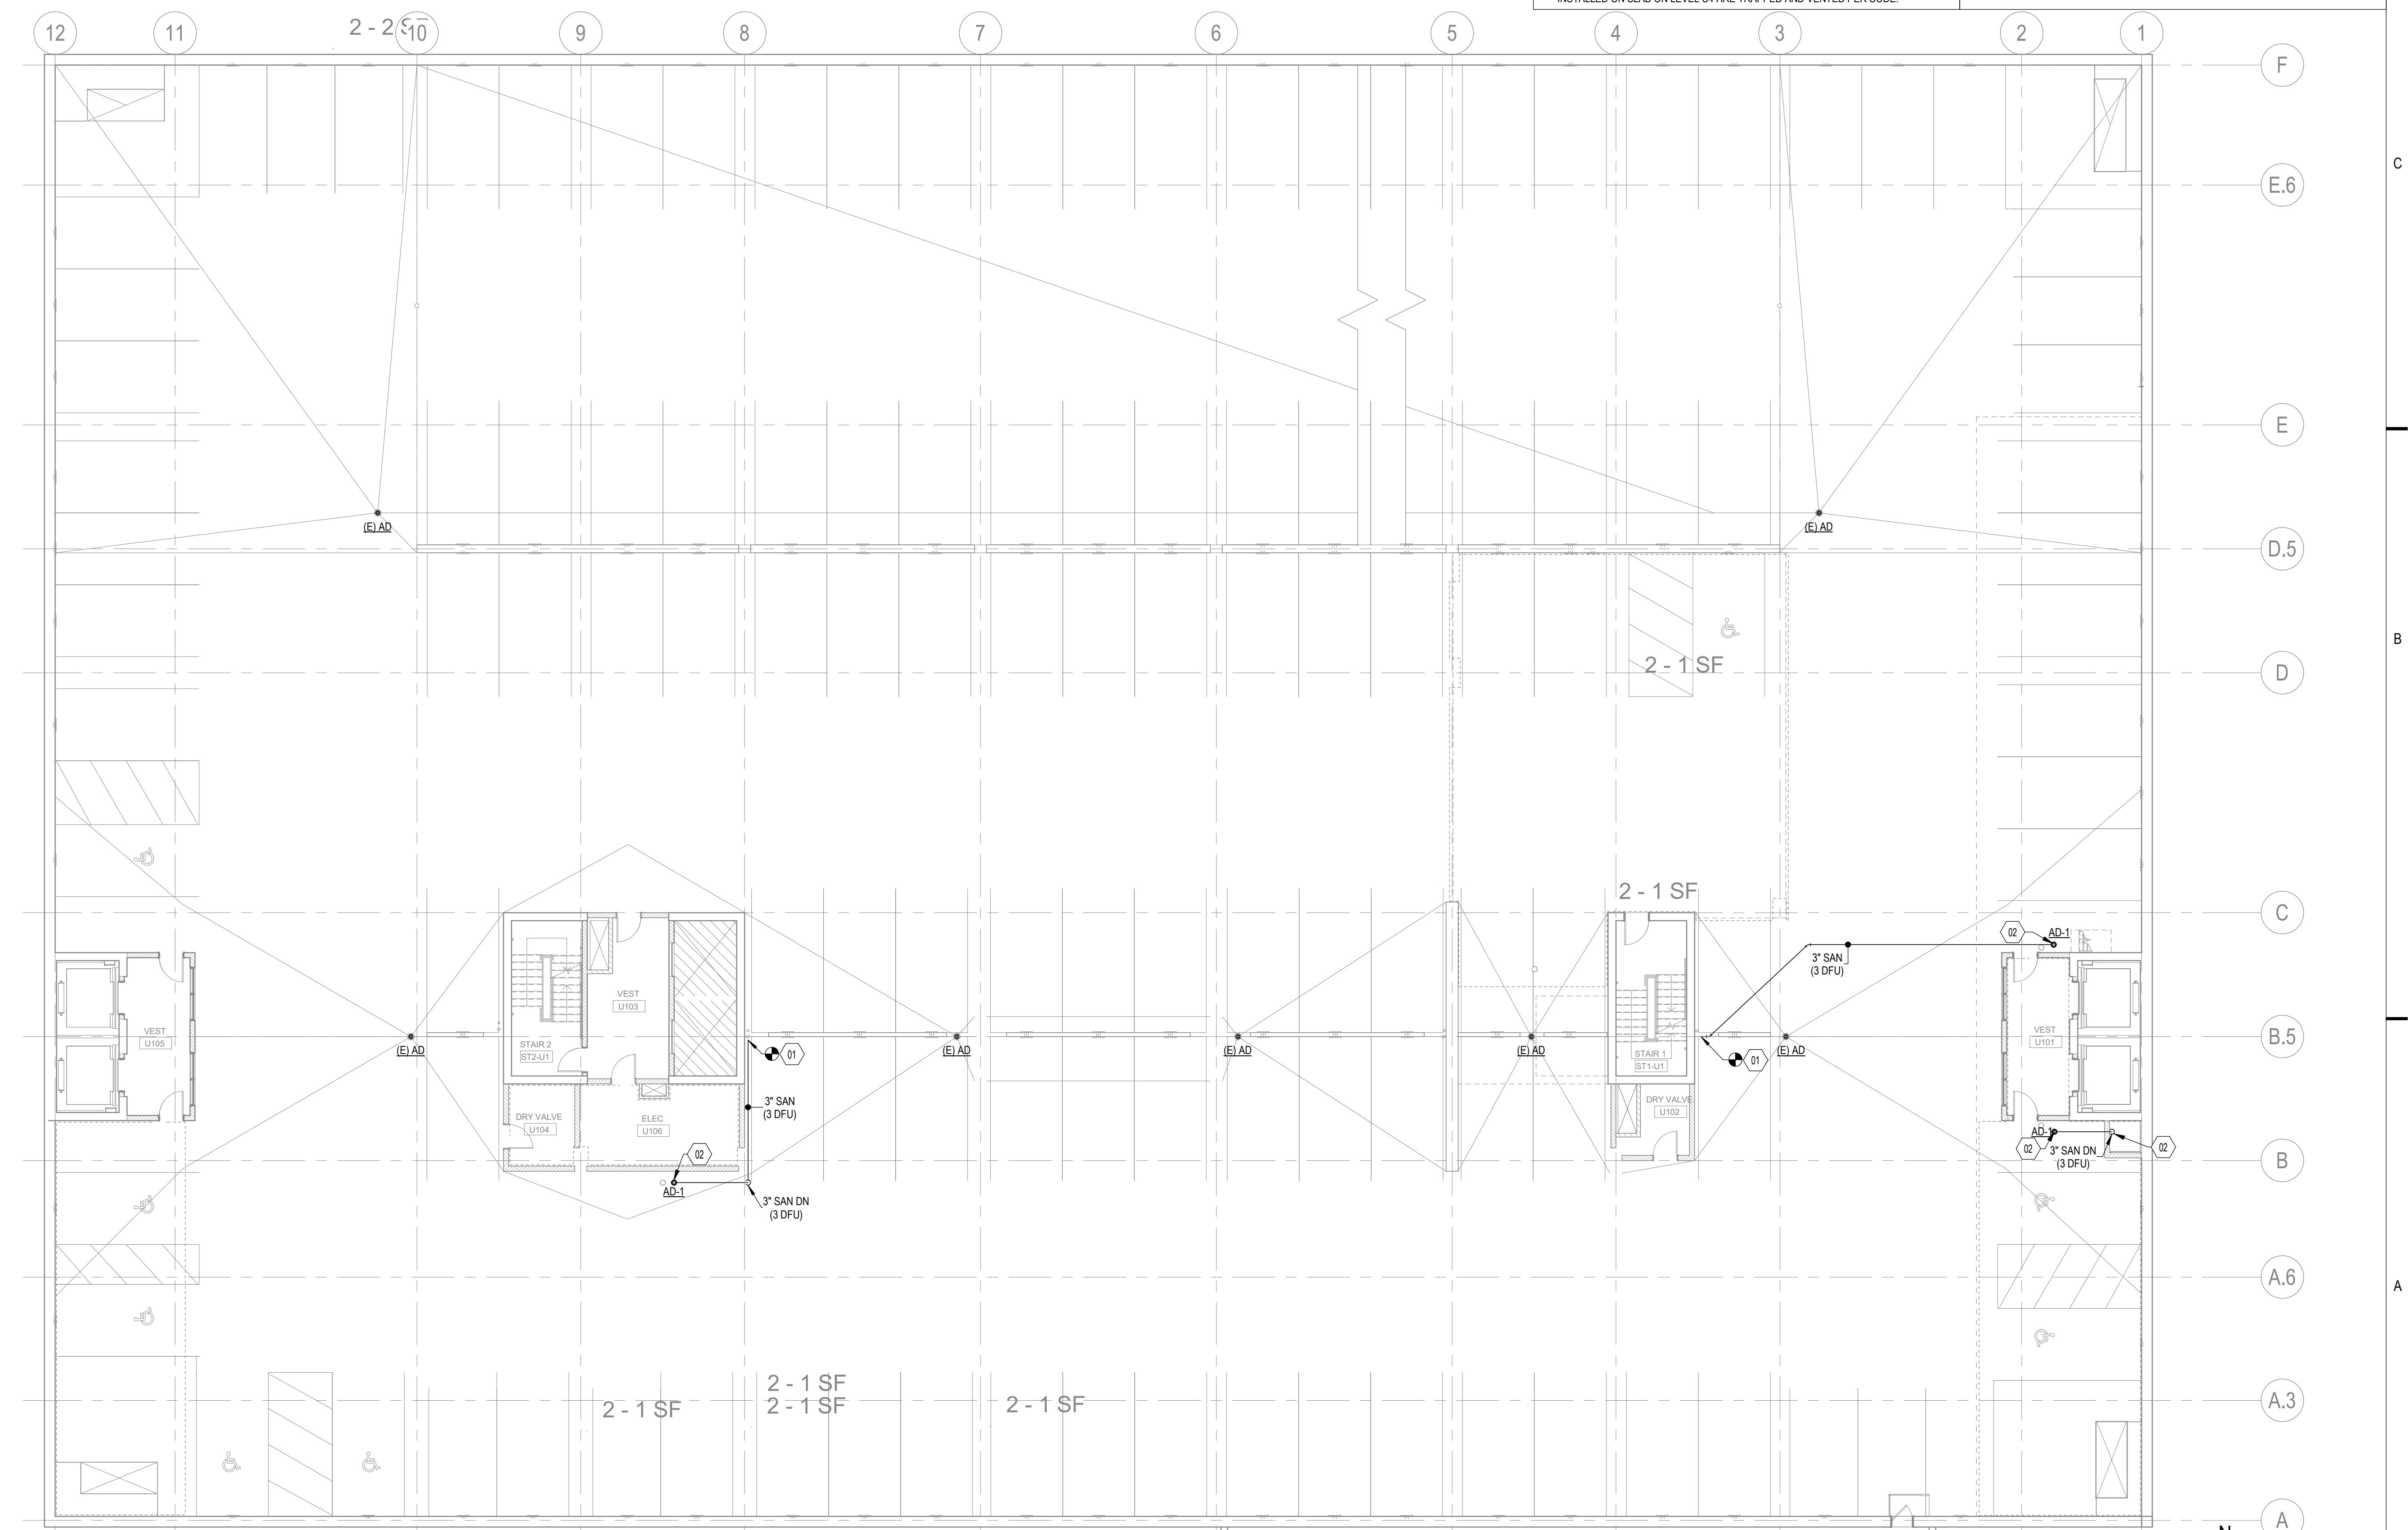 12
11
2 - 2 SF
10
9
8
7
6
5
4
3
2
1
F
C
E.6
E
(E) AD
(E) AD
D.5
B
2 - 1 SF
D
2 - 1 SF
C
02
AD-1
3" SAN
(3 DFU)
VEST
U103
VEST
U105
(E) AD
STAIR 2
ST2-U1
01
(E) AD
(E) AD
(E) AD
STAIR 1
ST1-U1
01
(E) AD
VEST
U101
B.5
3" SAN
(3 DFU)
DRY VALVE
U104
ELEC
U106
DRY VALVE
U102
AD-1
02
3" SAN DN
(3 DFU)
02
B
02
AD-1
3" SAN DN
(3 DFU)
A.6
A
2 - 1 SF
2 - 1 SF
2 - 1 SF
2 - 1 SF
A.3
A